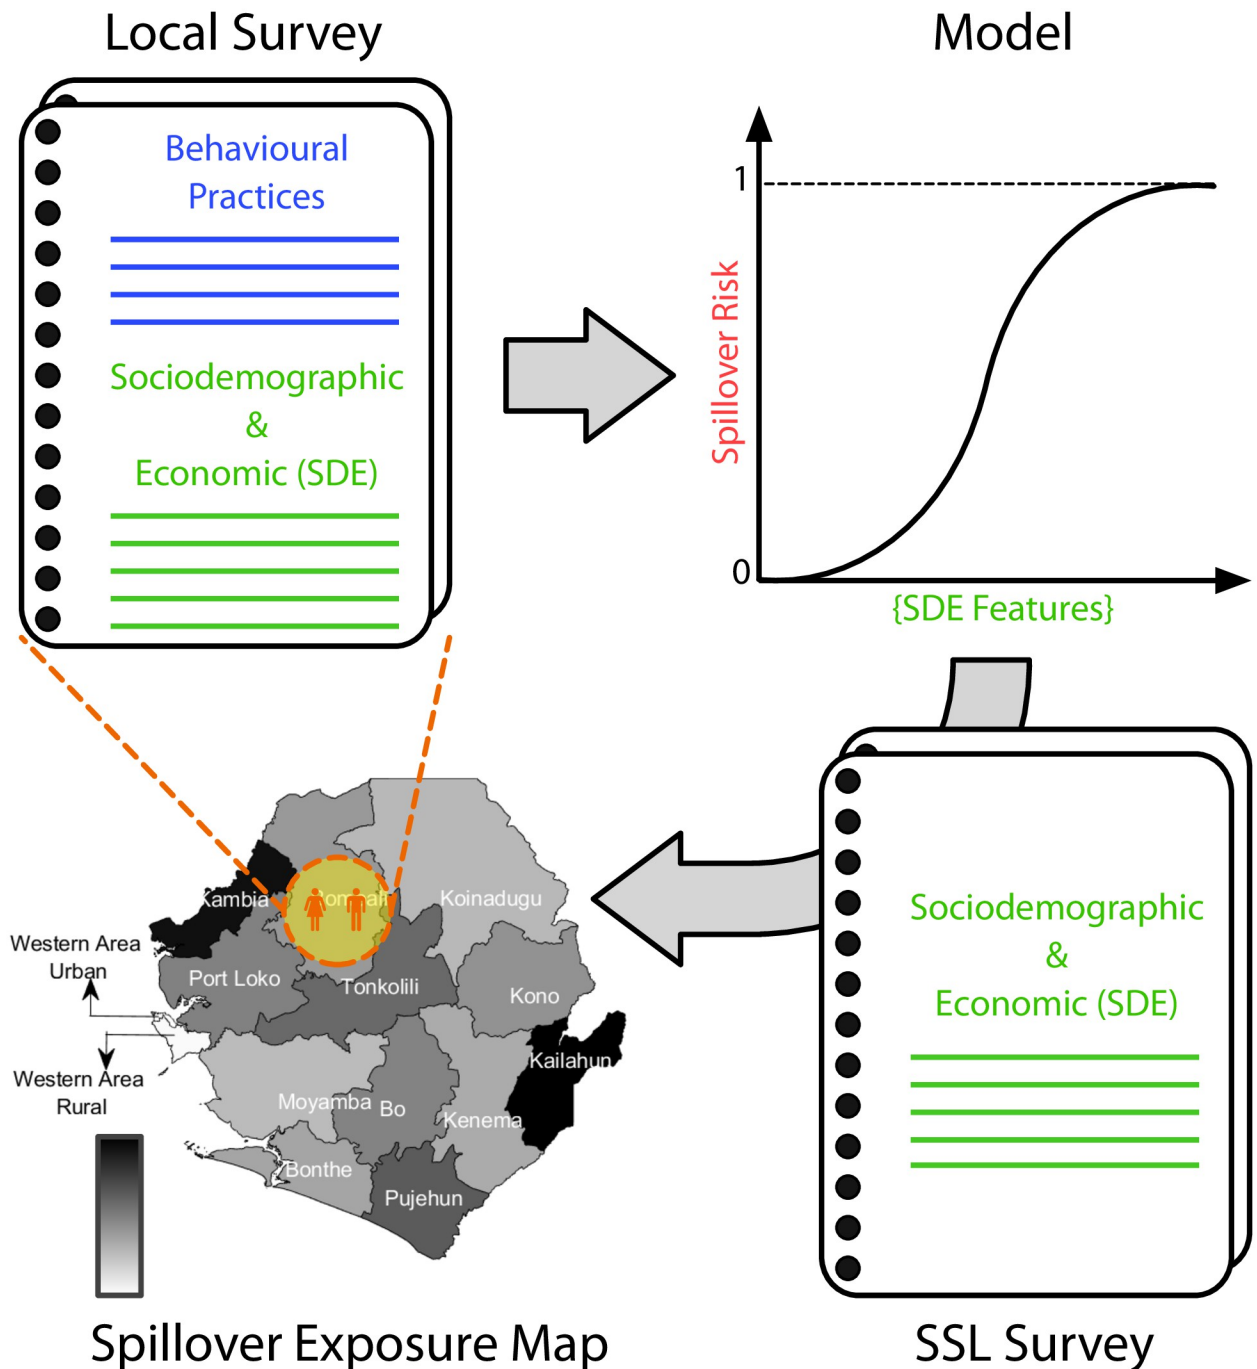 Local Survey
Behavioural
Practices
Sociodemographic
&
Economic (SDE)
Model
1
Spillover Risk
0
{SDE Features}
Kambia
Bombali
Koinadugu
Western Area
Urban
Port Loko
Tonkolili
Kono
Western Area
Rural
Kailahun
Moyamba
Bo
Kenema
Bonthe
Pujehun
Spillover Exposure Map
Sociodemographic
&
Economic (SDE)
SSL Survey